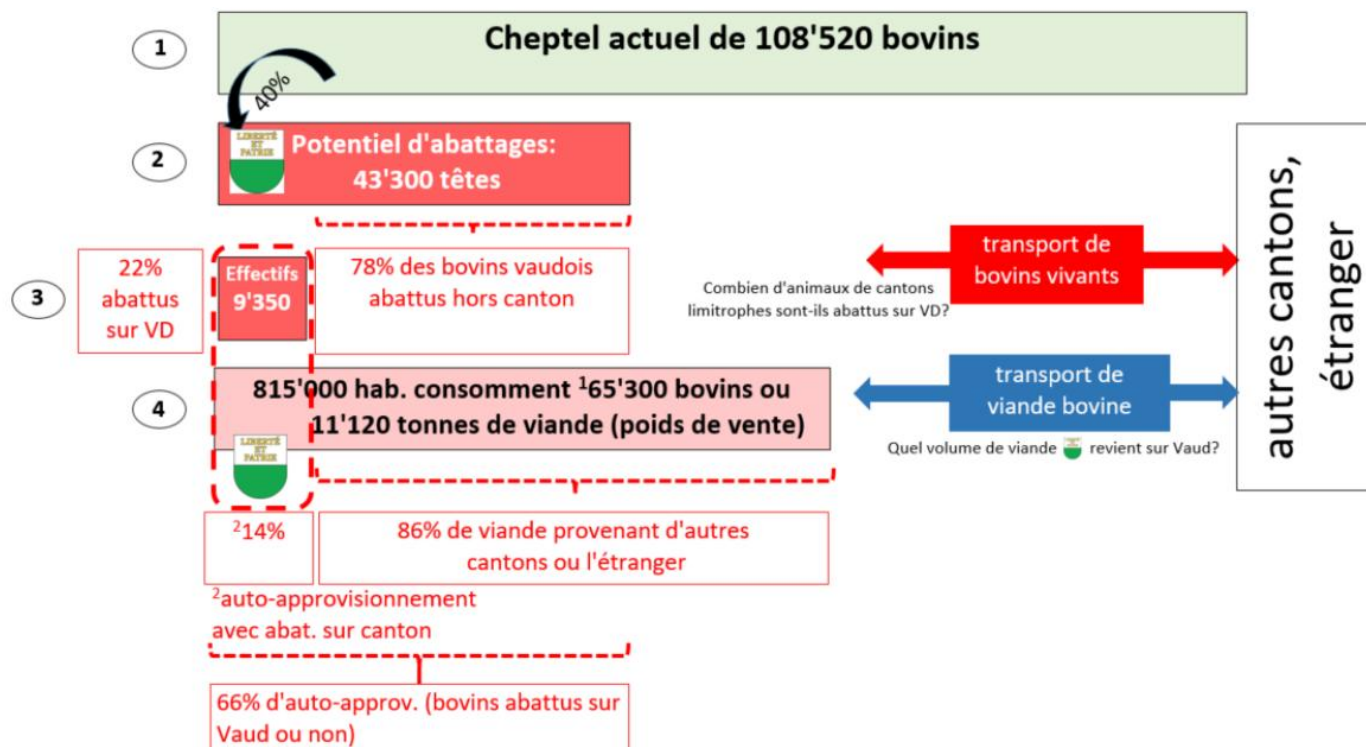 1
Cheptel actuel de 108'520 bovins
40%
2
LIBERTÉ
ET
PATRIE
Potentiel d'abattages:
43'300 têtes
autres cantons,
étranger
3
22%
abattus
sur VD
Effectifs
9'350
78% des bovins vaudois
abattus hors canton
transport de
bovins vivants
Combien d'animaux de cantons
limitrophes sont-ils abattus sur VD?
4
815'000 hab. consomment ¹65'300 bovins ou
11'120 tonnes de viande (poids de vente)
LIBERTÉ
ET
PATRIE
transport de
viande bovine
Quel volume de viande revient sur Vaud?
²14%
86% de viande provenant d'autres
cantons ou l'étranger
²auto-approvisionnement
avec abat. sur canton
66% d'auto-approv. (bovins abattus sur
Vaud ou non)